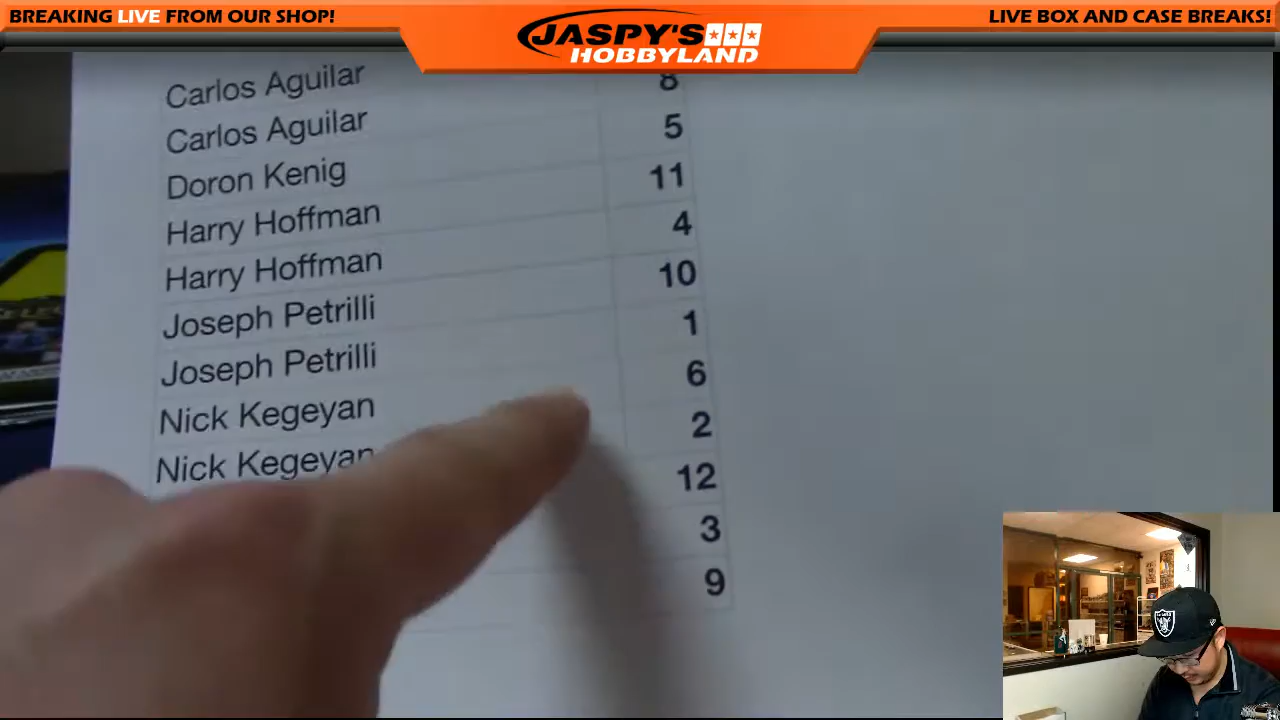 BREAKING LIVE FROM OUR SHOP!
JASPY'S
HOBBYLAND
LIVE BOX AND CASE BREAKS!
Carlos Aguilar 8
Carlos Aguilar 5
Doron Kenig 11
Harry Hoffman 4
Harry Hoffman 10
Joseph Petrilli 1
Joseph Petrilli 6
Nick Kegeyan 2
Nick Kegeyan 12
3
9